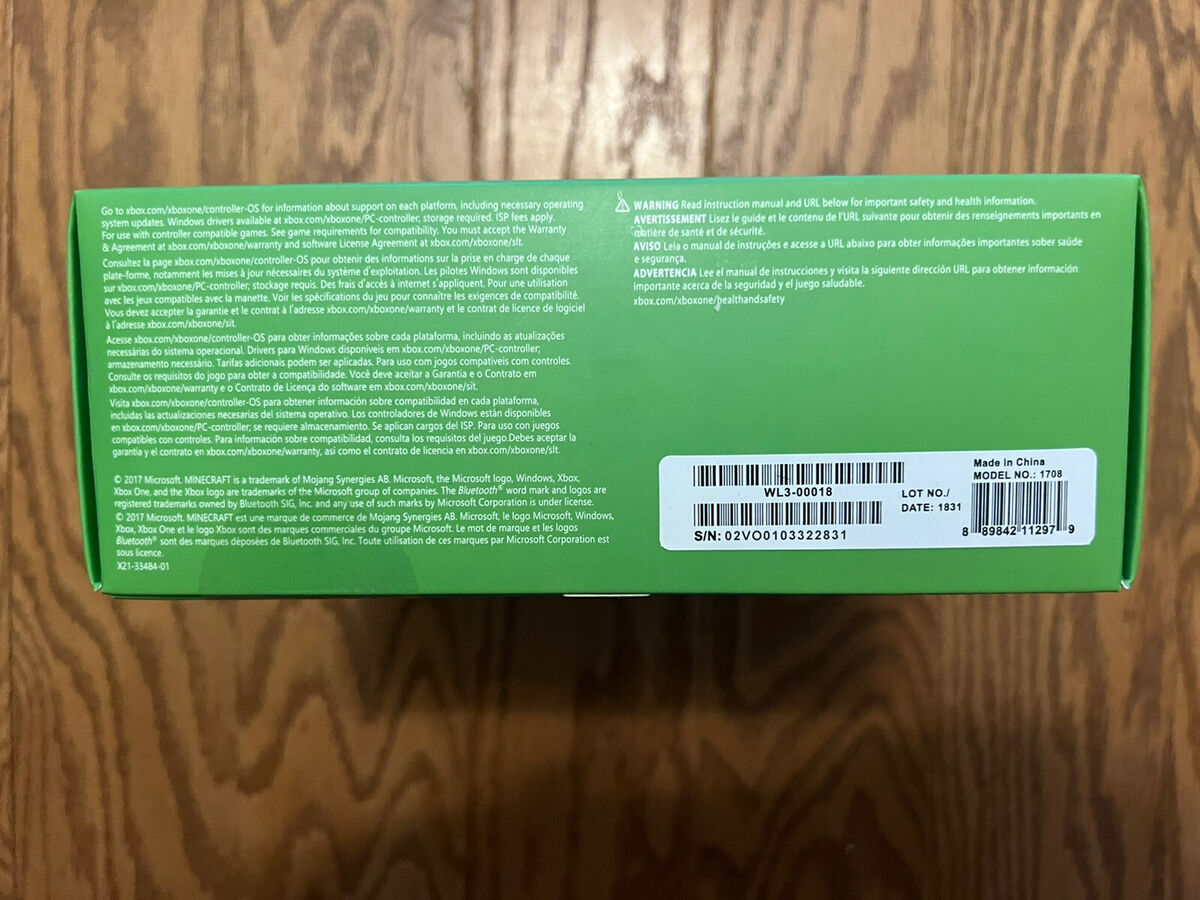 Go to xbox.com/xboxone/controller-OS for information about support on each platform, including necessary operating
system updates. Windows drivers available at xbox.com/xboxone/PC-controller; storage required. ISP fees apply.
For use with controller compatible games. See game requirements for compatibility. You must accept the Warranty
& Agreement at xbox.com/xboxone/warranty and software License Agreement at xbox.com/xboxone/slt.
Consultez la page xbox.com/xboxone/controller-OS pour obtenir des informations sur la prise en charge de chaque
plate-forme, notamment les mises à jour nécessaires du système d'exploitation. Les pilotes Windows sont disponibles
sur xbox.com/xboxone/PC-controller; stockage requis. Des frais d'accès à internet s'appliquent. Pour une utilisation
avec les jeux compatibles avec la manette. Voir les spécifications du jeu pour connaître les exigences de compatibilité.
Vous devez accepter la garantie et le contrat à l'adresse xbox.com/xboxone/warranty et le contrat de licence de logiciel
à l'adresse xbox.com/xboxone/slt.
Acesse xbox.com/xboxone/controller-OS para obter informações sobre cada plataforma, incluindo as atualizações
necessárias do sistema operacional. Drivers para Windows disponíveis em xbox.com/xboxone/PC-controller;
armazenamento necessário. Tarifas adicionais podem ser aplicadas. Para uso com jogos compatíveis com controles.
Consulte os requisitos do jogo para obter a compatibilidade. Você deve aceitar a Garantia e o Contrato em
xbox.com/xboxone/warranty e o Contrato de Licença do software em xbox.com/xboxone/slt.
Visita xbox.com/xboxone/controller-OS para obtener información sobre compatibilidad en cada plataforma,
incluidas las actualizaciones necesarias del sistema operativo. Los controladores de Windows están disponibles
en xbox.com/xboxone/PC-controller; se requiere almacenamiento. Se aplican cargos del ISP. Para uso con juegos
compatibles con controles. Para información sobre compatibilidad, consulta los requisitos del juego.Debes aceptar la
garantía y el contrato en xbox.com/xboxone/warranty, así como el contrato de licencia en xbox.com/xboxone/slt.
© 2017 Microsoft. MINECRAFT is a trademark of Mojang Synergies AB. Microsoft, the Microsoft logo, Windows, Xbox,
Xbox One, and the Xbox logo are trademarks of the Microsoft group of companies. The Bluetooth® word mark and logos are
registered trademarks owned by Bluetooth SIG, Inc. and any use of such marks by Microsoft Corporation is under license.
© 2017 Microsoft. MINECRAFT est une marque de commerce de Mojang Synergies AB. Microsoft, le logo Microsoft, Windows,
Xbox, Xbox One et le logo Xbox sont des marques commerciales du groupe Microsoft. Le mot de marque et les logos
Bluetooth® sont des marques déposées de Bluetooth SIG, Inc. Toute utilisation de ces marques par Microsoft Corporation est
sous licence.
X21-33484-01
WARNING Read instruction manual and URL below for important safety and health information.
AVERTISSEMENT Lisez le guide et le contenu de l'URL suivante pour obtenir des renseignements importants en
matière de santé et de sécurité.
AVISO Leia o manual de instruções e acesse a URL abaixo para obter informações importantes sober saúde
e segurança.
ADVERTENCIA Lee el manual de instrucciones y visita la siguiente dirección URL para obtener información
importante acerca de la seguridad y el juego saludable.
xbox.com/xboxone/healthandsafety
WL3-00018
S/N: 02VO0103322831
LOT NO./
DATE: 1831
Made In China
MODEL NO.: 1708
8 89842 11297 9